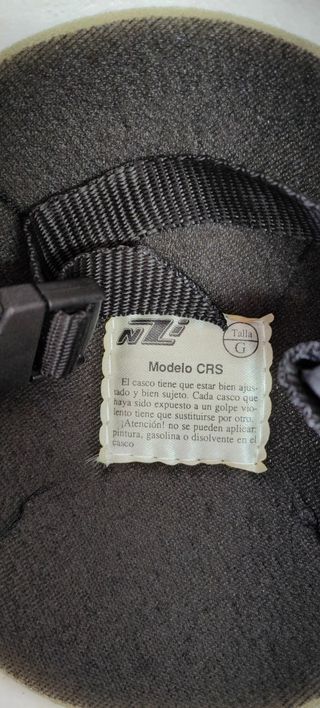 NZi
Talla
G
Modelo CRS
El casco tiene que estar bien ajus-
tado y bien sujeto. Cada casco que
haya sido expuesto a un golpe vio-
lento tiene que sustituirse por otro.
¡Atención! no se pueden aplicar:
pintura, gasolina o disolvente en el
casco